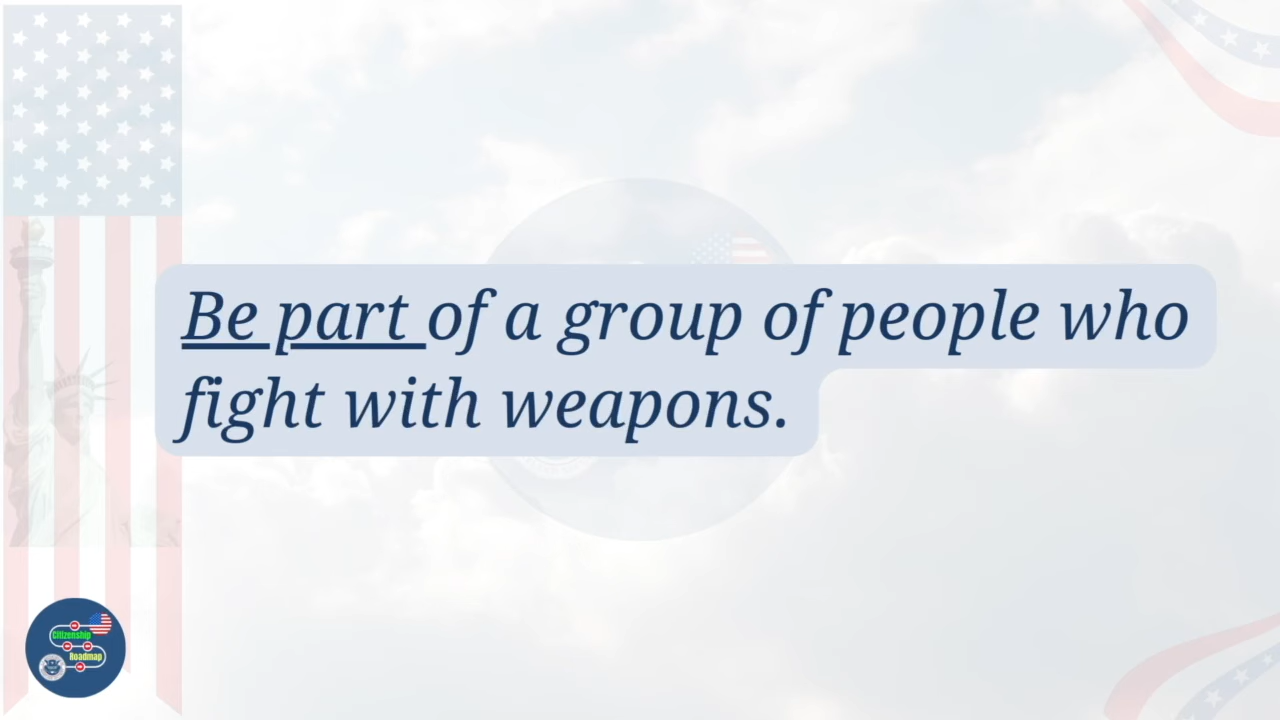 Be part of a group of people who
fight with weapons.
Citizenship
Roadmap